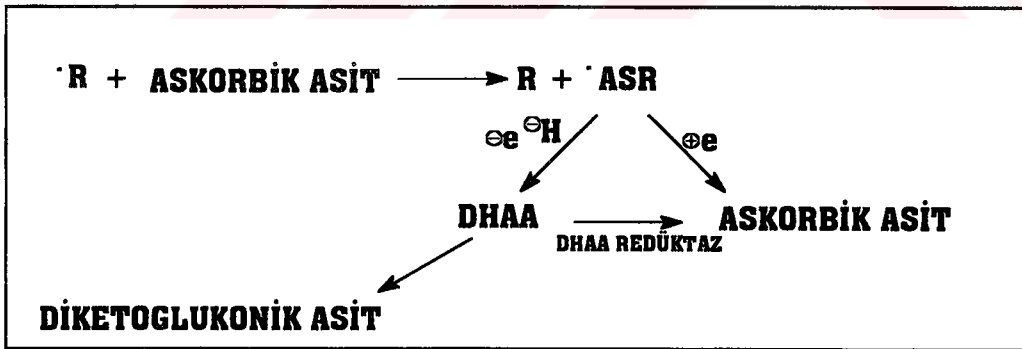 ˙R + ASKORBİK ASİT R + ˙ASR
⊖e ⊖H ⊕e
DHAA ASKORBİK ASİT
DHAA REDÜKTAZ
DİKETOGLUKONİK ASİT